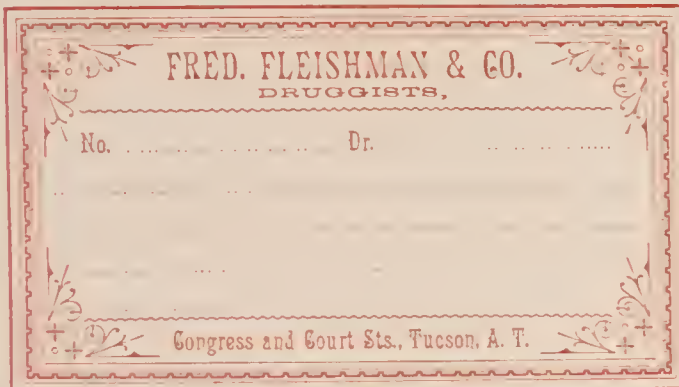 FRED. FLEISHMAN & CO.
DRUGGISTS,
No. Dr.
Congress and Court Sts., Tucson, A. T.